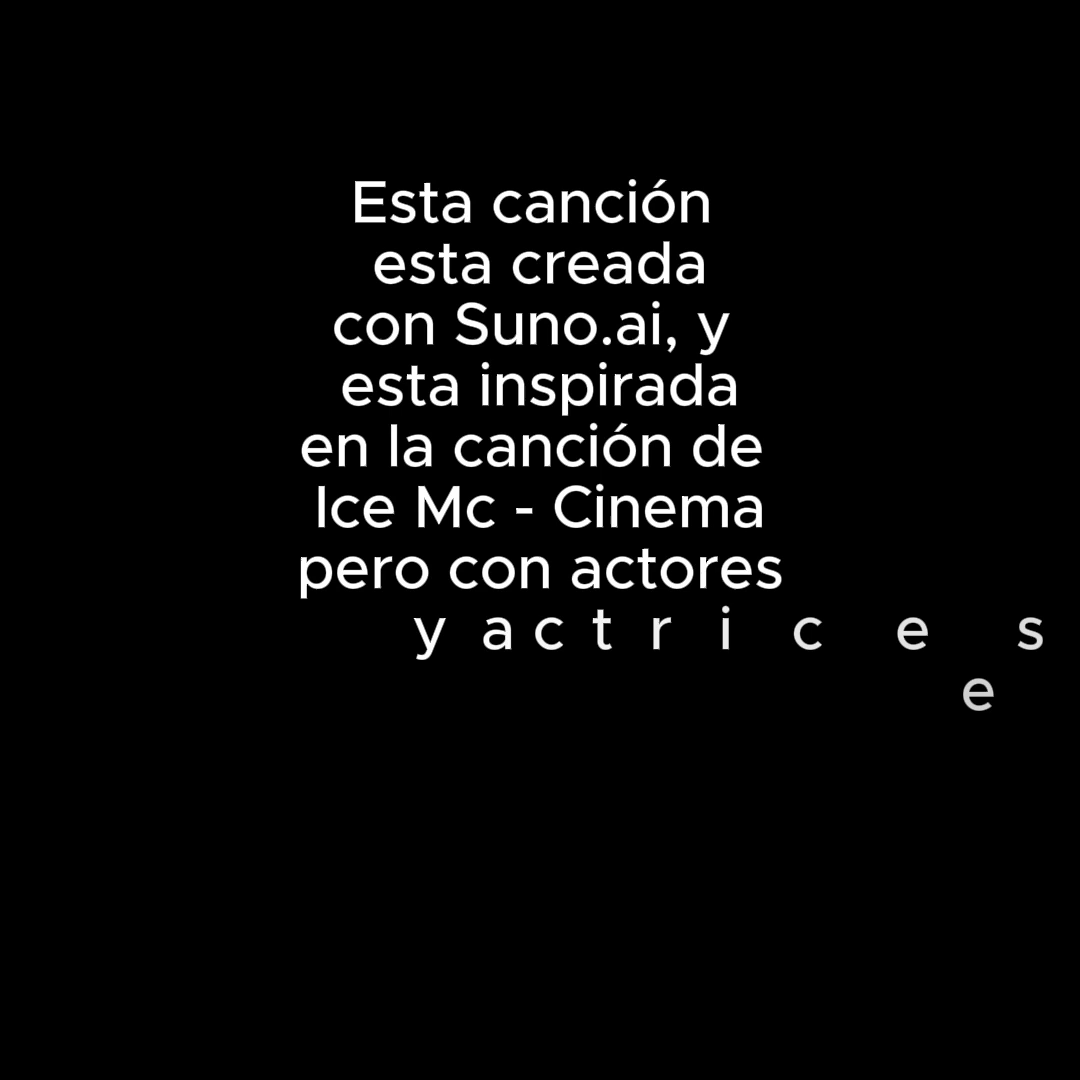 Esta canción
esta creada
con Suno.ai, y
esta inspirada
en la canción de
Ice Mc - Cinema
pero con actores
y actrices
e